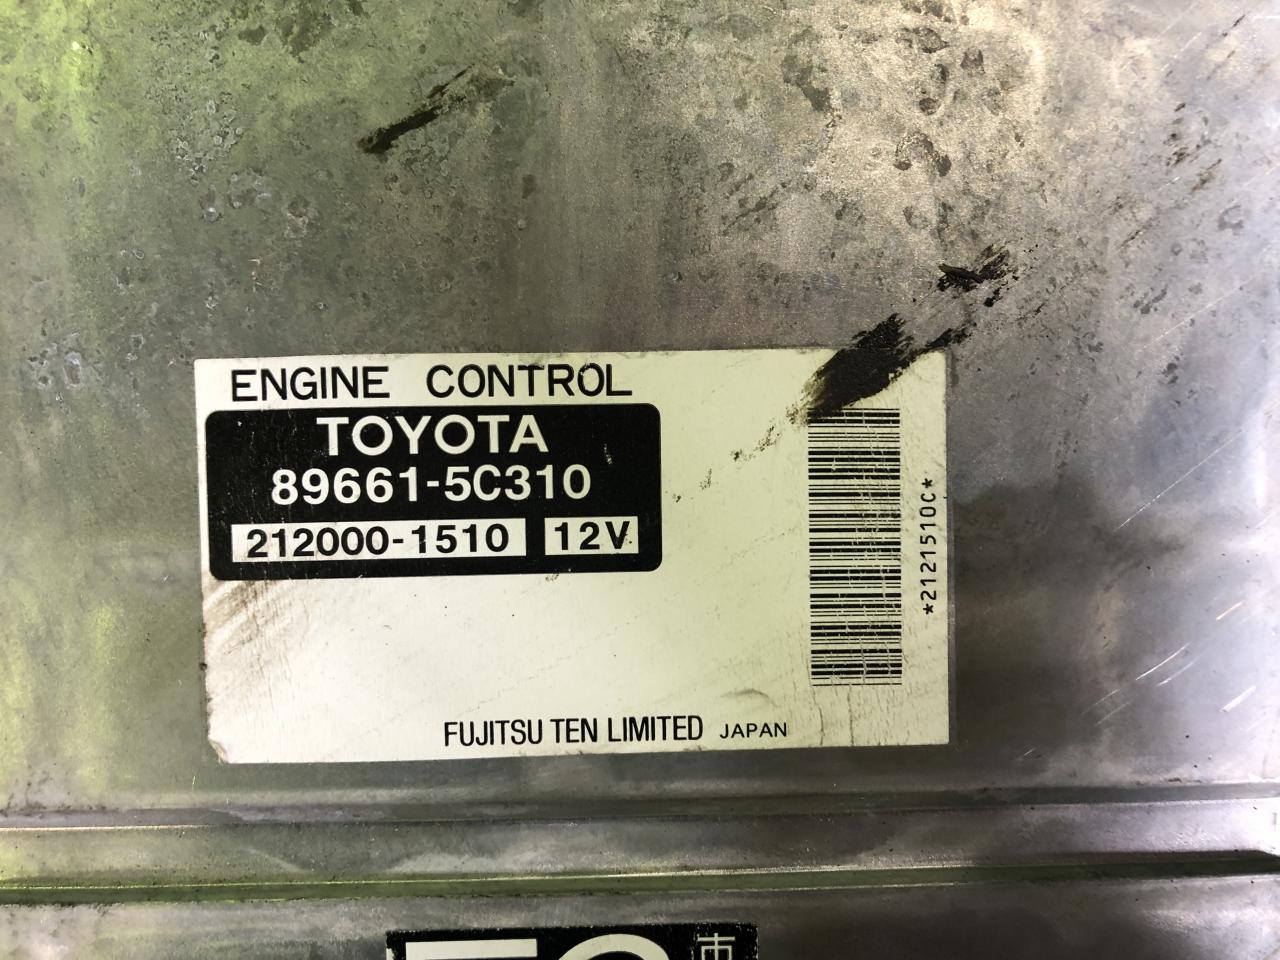 ENGINE CONTROL
TOYOTA
89661-5C310
212000-1510 12V
*2121510C*
FUJITSU TEN LIMITED JAPAN